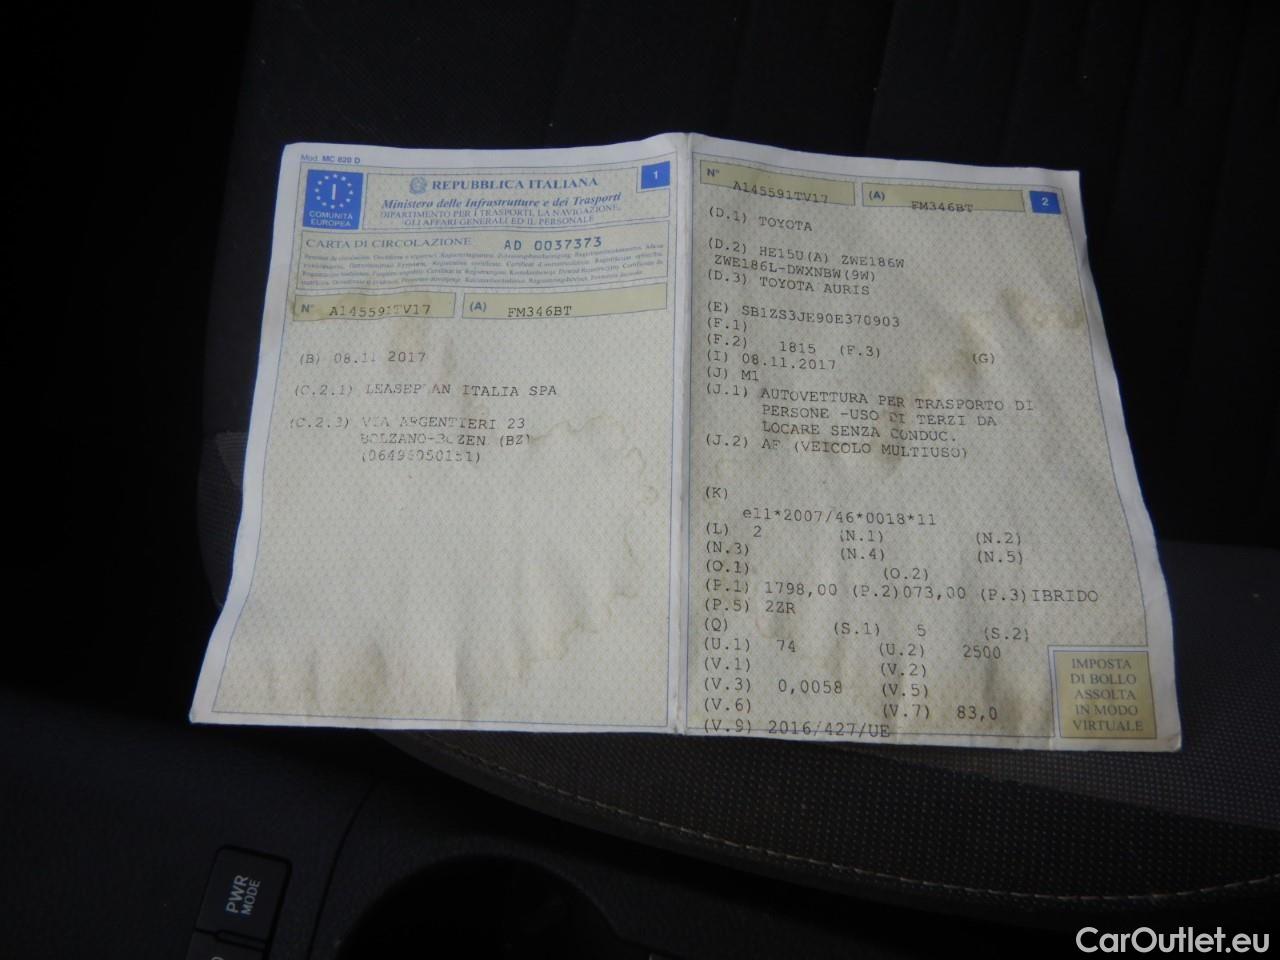 Mod. MC 820 D
REPUBBLICA ITALIANA
1
Ministero delle Infrastrutture e dei Trasporti
DIPARTIMENTO PER I TRASPORTI, LA NAVIGAZIONE,
GLI AFFARI GENERALI ED IL PERSONALE
I
COMUNITÀ
EUROPEA
CARTA DI CIRCOLAZIONE AD 0037373
N° A145591TV17 (A) FM346BT
(B) 08.11 2017
(C.2.1) LEASEPLAN ITALIA SPA
(C.2.3) VIA ARGENTIERI 23
BOLZANO-BOZEN (BZ)
(06496050151)
N° A145591TV17 (A) FM346BT 2
(D.1) TOYOTA
(D.2) HE15U(A) ZWE186W
ZWE186L-DWXNBW(9W)
(D.3) TOYOTA AURIS
(E) SB1ZS3JE90E370903
(F.1)
(F.2) 1815 (F.3) (G)
(I) 08.11.2017
(J) M1
(J.1) AUTOVETTURA PER TRASPORTO DI
PERSONE -USO DI TERZI DA
LOCARE SENZA CONDUC.
(J.2) AF (VEICOLO MULTIUSO)
(K)
e11*2007/46*0018*11
(L) 2 (N.1) (N.2)
(N.3) (N.4) (N.5)
(O.1) (O.2)
(P.1) 1798,00 (P.2)073,00 (P.3)IBRIDO
(P.5) 2ZR
(Q) (S.1) 5 (S.2)
(U.1) 74 (U.2) 2500
(V.1) (V.2)
(V.3) 0,0058 (V.5)
(V.6) (V.7) 83,0
(V.9) 2016/427/UE
IMPOSTA
DI BOLLO
ASSOLTA
IN MODO
VIRTUALE
PWR
MODE
CarOutlet.eu